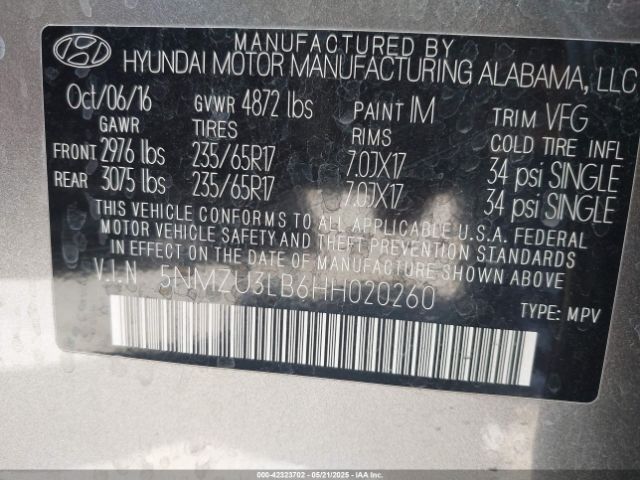 MANUFACTURED BY
HYUNDAI MOTOR MANUFACTURING ALABAMA, LLC
Oct/06/16 GVWR 4872 lbs PAINT IM TRIM VFG
GAWR TIRES RIMS COLD TIRE INFL
FRONT 2976 lbs 235/65R17 7.0JX17 34 psi SINGLE
REAR 3075 lbs 235/65R17 7.0JX17 34 psi SINGLE
THIS VEHICLE CONFORMS TO ALL APPLICABLE U.S.A. FEDERAL
MOTOR VEHICLE SAFETY AND THEFT PREVENTION STANDARDS
IN EFFECT ON THE DATE OF MANUFACTURE SHOWN ABOVE
V.I.N 5NMZU3LB6HH020260
TYPE: MPV
000-42323702 - 05/21/2025 - COPYRIGHT IAA, LLC.